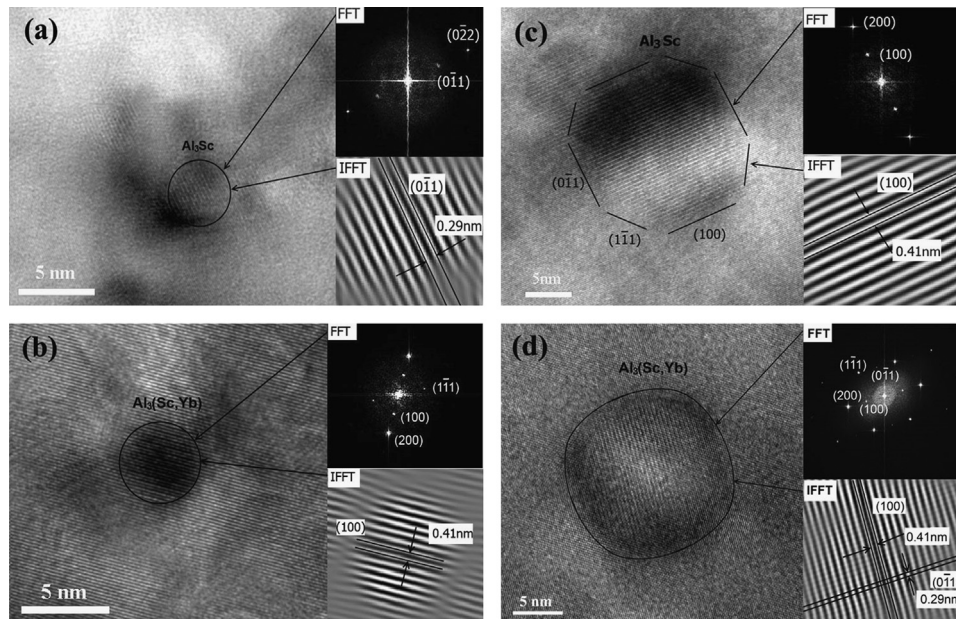 (a)
Al₃Sc
5 nm
FFT
(02̅2)
(01̅1)
IFFT
(01̅1)
0.29nm
(c)
Al₃Sc
(01̅1)
(11̅1)
(100)
5nm
FFT
(200)
(100)
IFFT
(100)
0.41nm
(b)
Al₃(Sc,Yb)
5 nm
FFT
(11̅1)
(100)
(200)
IFFT
(100)
0.41nm
(d)
Al₃(Sc,Yb)
5 nm
FFT
(11̅1)
(01̅1)
(200)
(100)
IFFT
(100)
0.41nm
(01̅1)
0.29nm